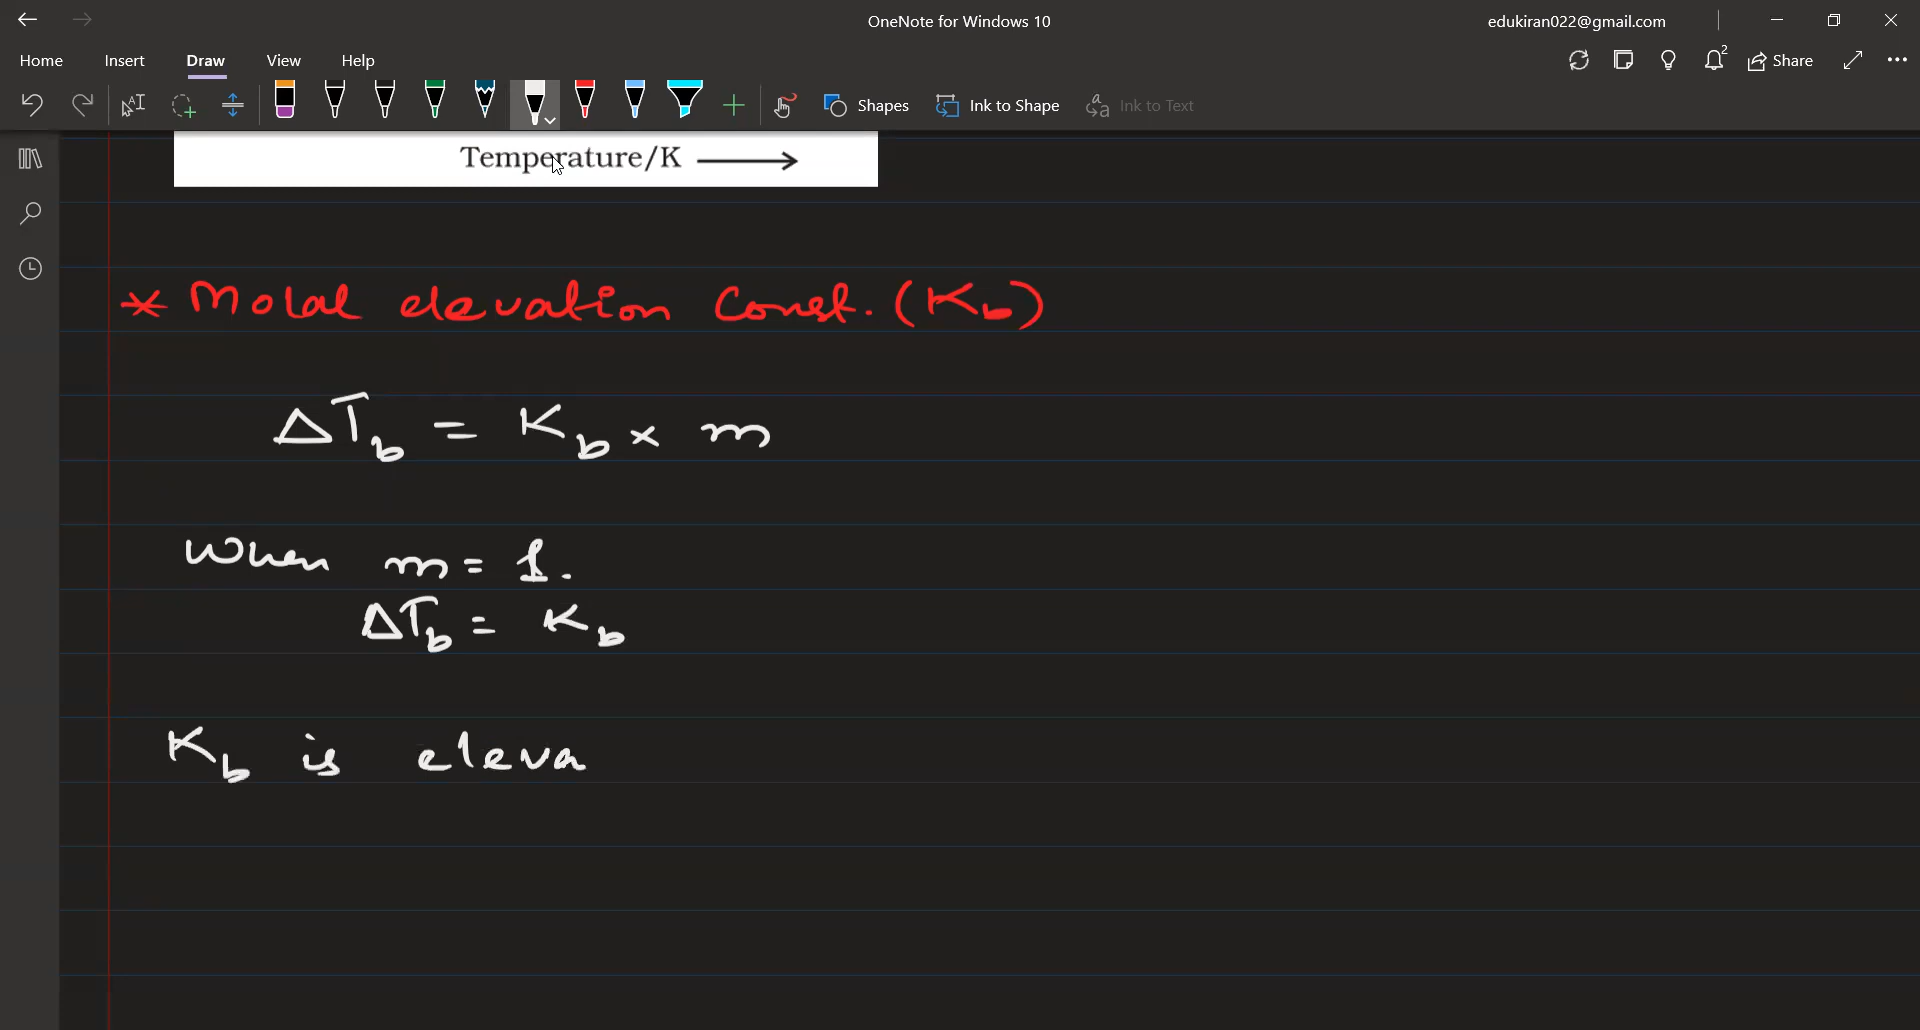 OneNote for Windows 10
edukiran022@gmail.com
Home Insert Draw View Help
2
Share
Shapes Ink to Shape Ink to Text
Temperature/K ⟶
* Molal elevation Const. (Kb)
ΔTb = Kb × m
When m = 1.
ΔTb = Kb
Kb is eleva